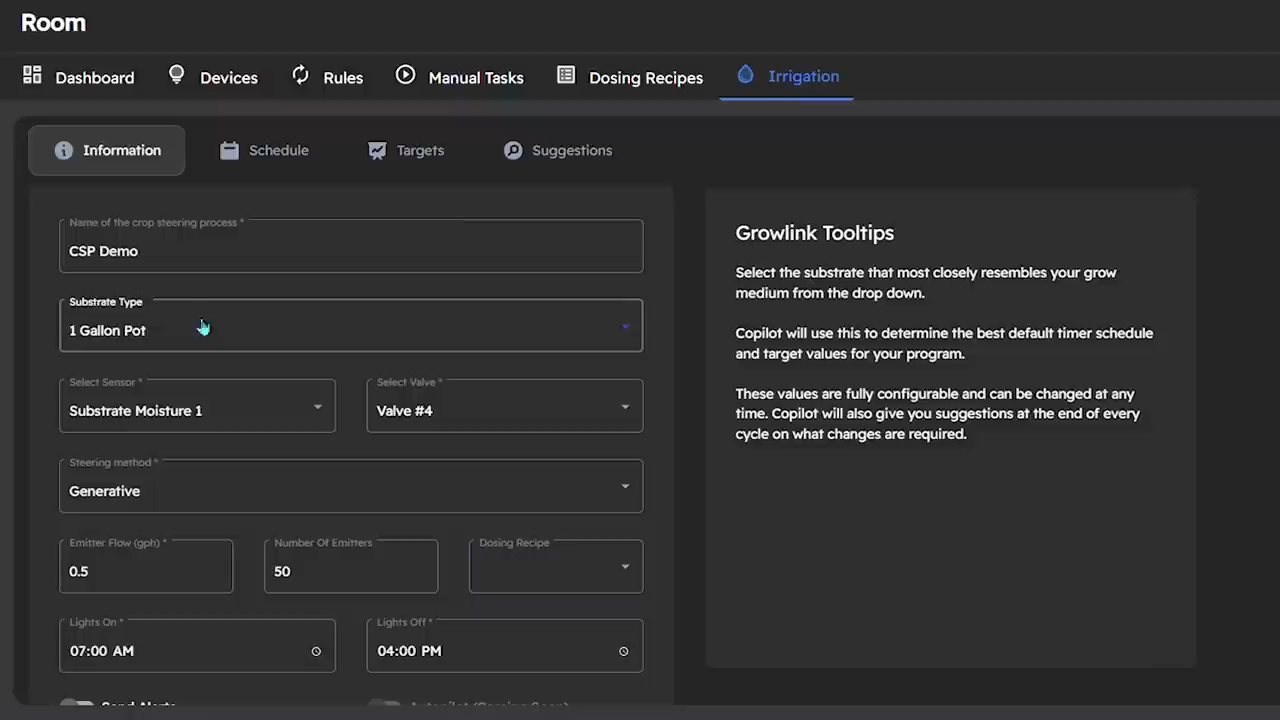 Room
Dashboard Devices Rules Manual Tasks Dosing Recipes Irrigation
Information Schedule Targets Suggestions
Name of the crop steering process *
CSP Demo
Substrate Type
1 Gallon Pot
Select Sensor * Select Valve *
Substrate Moisture 1 Valve #4
Steering method *
Generative
Emitter Flow (gph) * Number Of Emitters Dosing Recipe
0.5 50
Lights On * Lights Off *
07:00 AM 04:00 PM
Send Alerts Autopilot (Coming Soon)
Growlink Tooltips
Select the substrate that most closely resembles your grow
medium from the drop down.
Copilot will use this to determine the best default timer schedule
and target values for your program.
These values are fully configurable and can be changed at any
time. Copilot will also give you suggestions at the end of every
cycle on what changes are required.